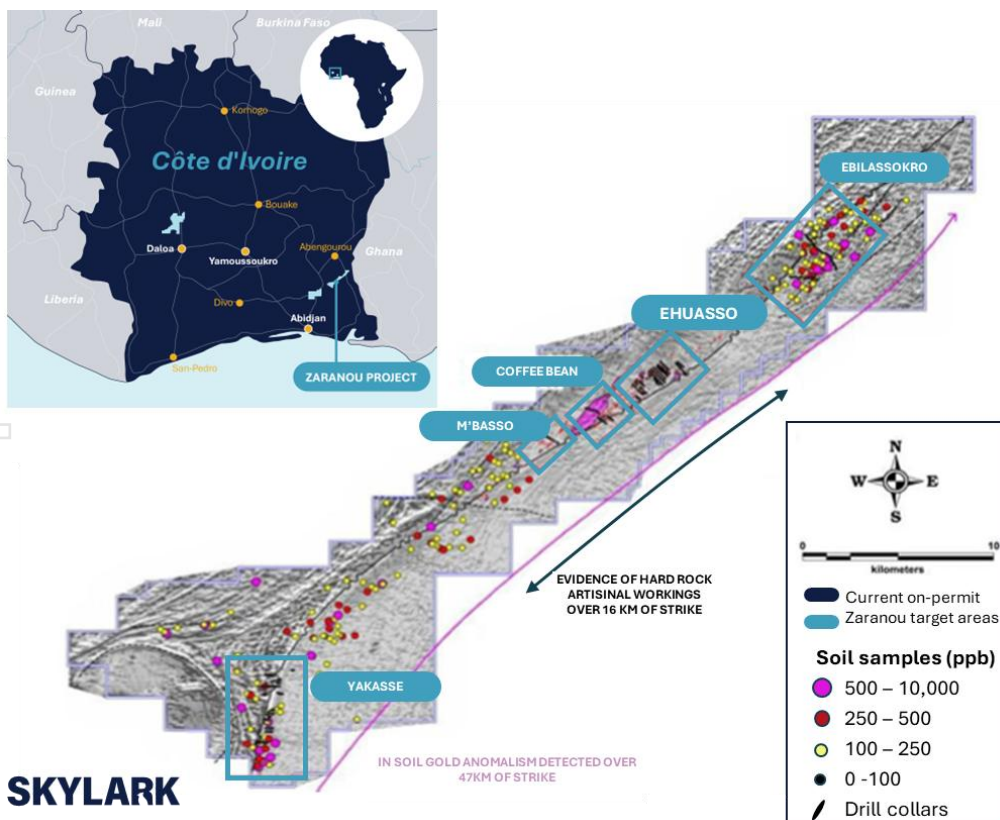 Mali
Burkina Faso
Guinea
Komogo
Côte d'Ivoire
Bouake
Daloa
Yamoussoukro
Abengourou
Ghana
Liberia
Divo
Abidjan
San-Pedro
ZARANOU PROJECT
EBILASSOKRO
EHUASSO
COFFEE BEAN
M'BASSO
YAKASSE
EVIDENCE OF HARD ROCK
ARTISINAL WORKINGS
OVER 16 KM OF STRIKE
IN SOIL GOLD ANOMALISM DETECTED OVER
47KM OF STRIKE
N
W E
S
0 10
kilometers
Current on-permit
Zaranou target areas
Soil samples (ppb)
500 – 10,000
250 – 500
100 – 250
0 -100
Drill collars
SKYLARK